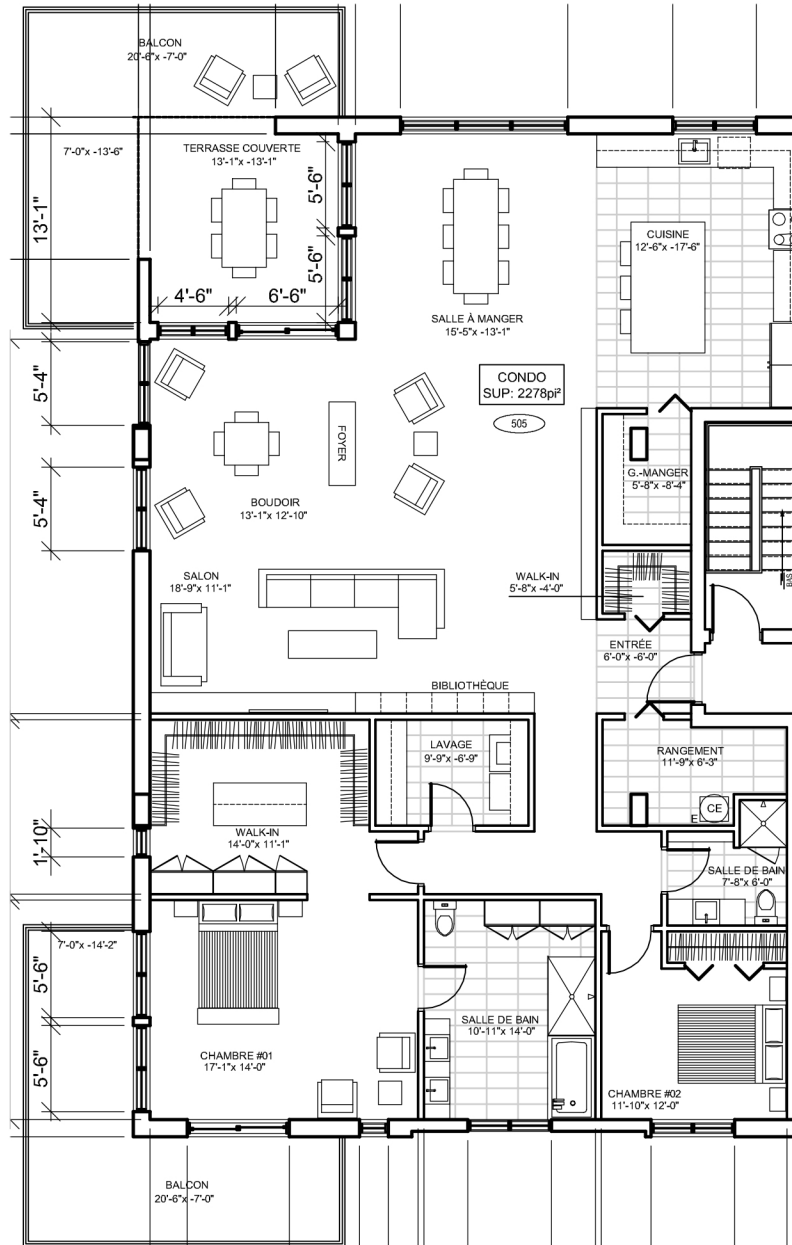 BALCON
20'-6"x -7'-0"
7'-0"x -13'-6"
TERRASSE COUVERTE
13'-1"x -13'-1"
13'-1"
5'-6"
5'-6"
4'-6"
6'-6"
CUISINE
12'-6"x -17'-6"
SALLE À MANGER
15'-5"x -13'-1"
CONDO
SUP: 2278pi²
505
5'-4"
FOYER
5'-4"
G.-MANGER
5'-8"x -8'-4"
BOUDOIR
13'-1"x 12'-10"
BAS
SALON
18'-9"x 11'-1"
WALK-IN
5'-8"x -4'-0"
ENTRÉE
6'-0"x -6'-0"
BIBLIOTHÈQUE
LAVAGE
9'-9"x -6'-9"
RANGEMENT
11'-9"x 6'-3"
CE
E
WALK-IN
14'-0"x 11'-1"
1'-10"
SALLE DE BAIN
7'-8"x 6'-0"
7'-0"x -14'-2"
5'-6"
5'-6"
SALLE DE BAIN
10'-11"x 14'-0"
CHAMBRE #01
17'-1"x 14'-0"
CHAMBRE #02
11'-10"x 12'-0"
BALCON
20'-6"x -7'-0"